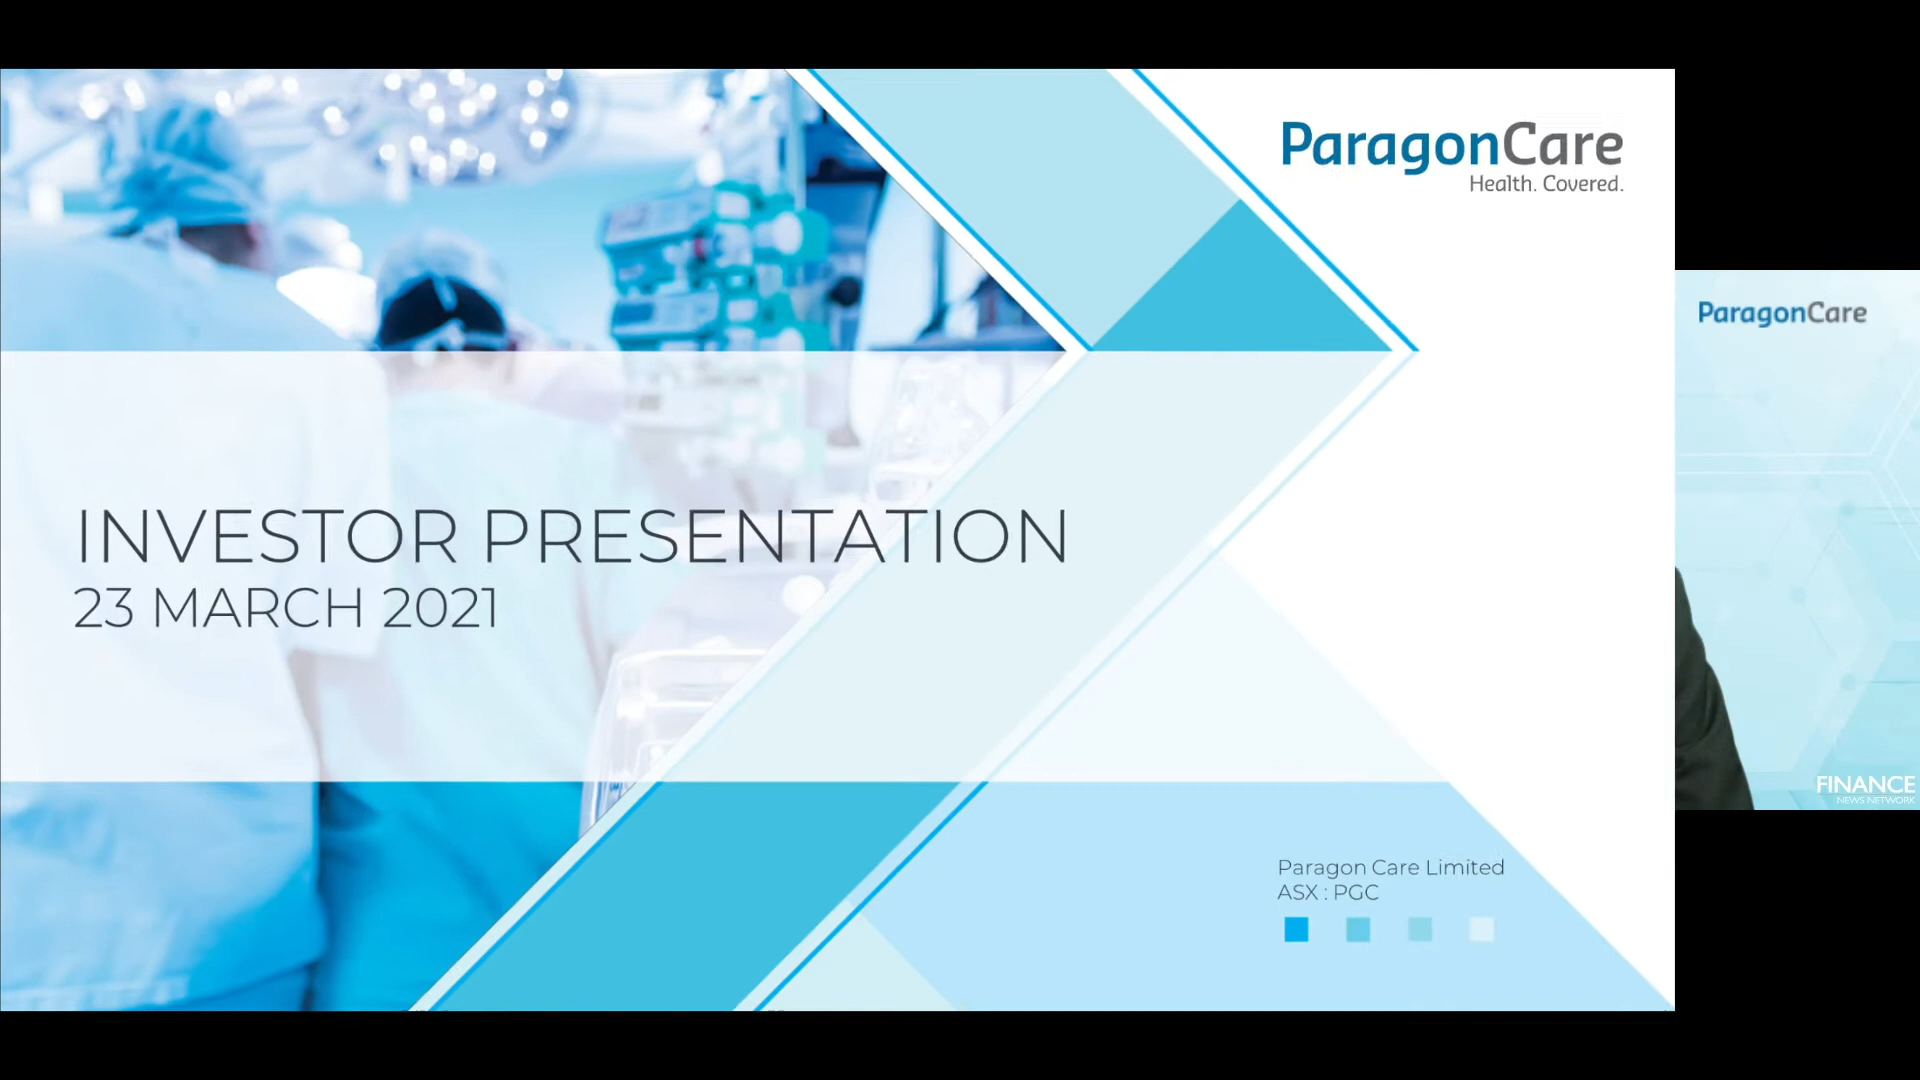 ParagonCare
Health. Covered.
INVESTOR PRESENTATION
23 MARCH 2021
Paragon Care Limited
ASX : PGC
ParagonCare
FINANCE
NEWS NETWORK